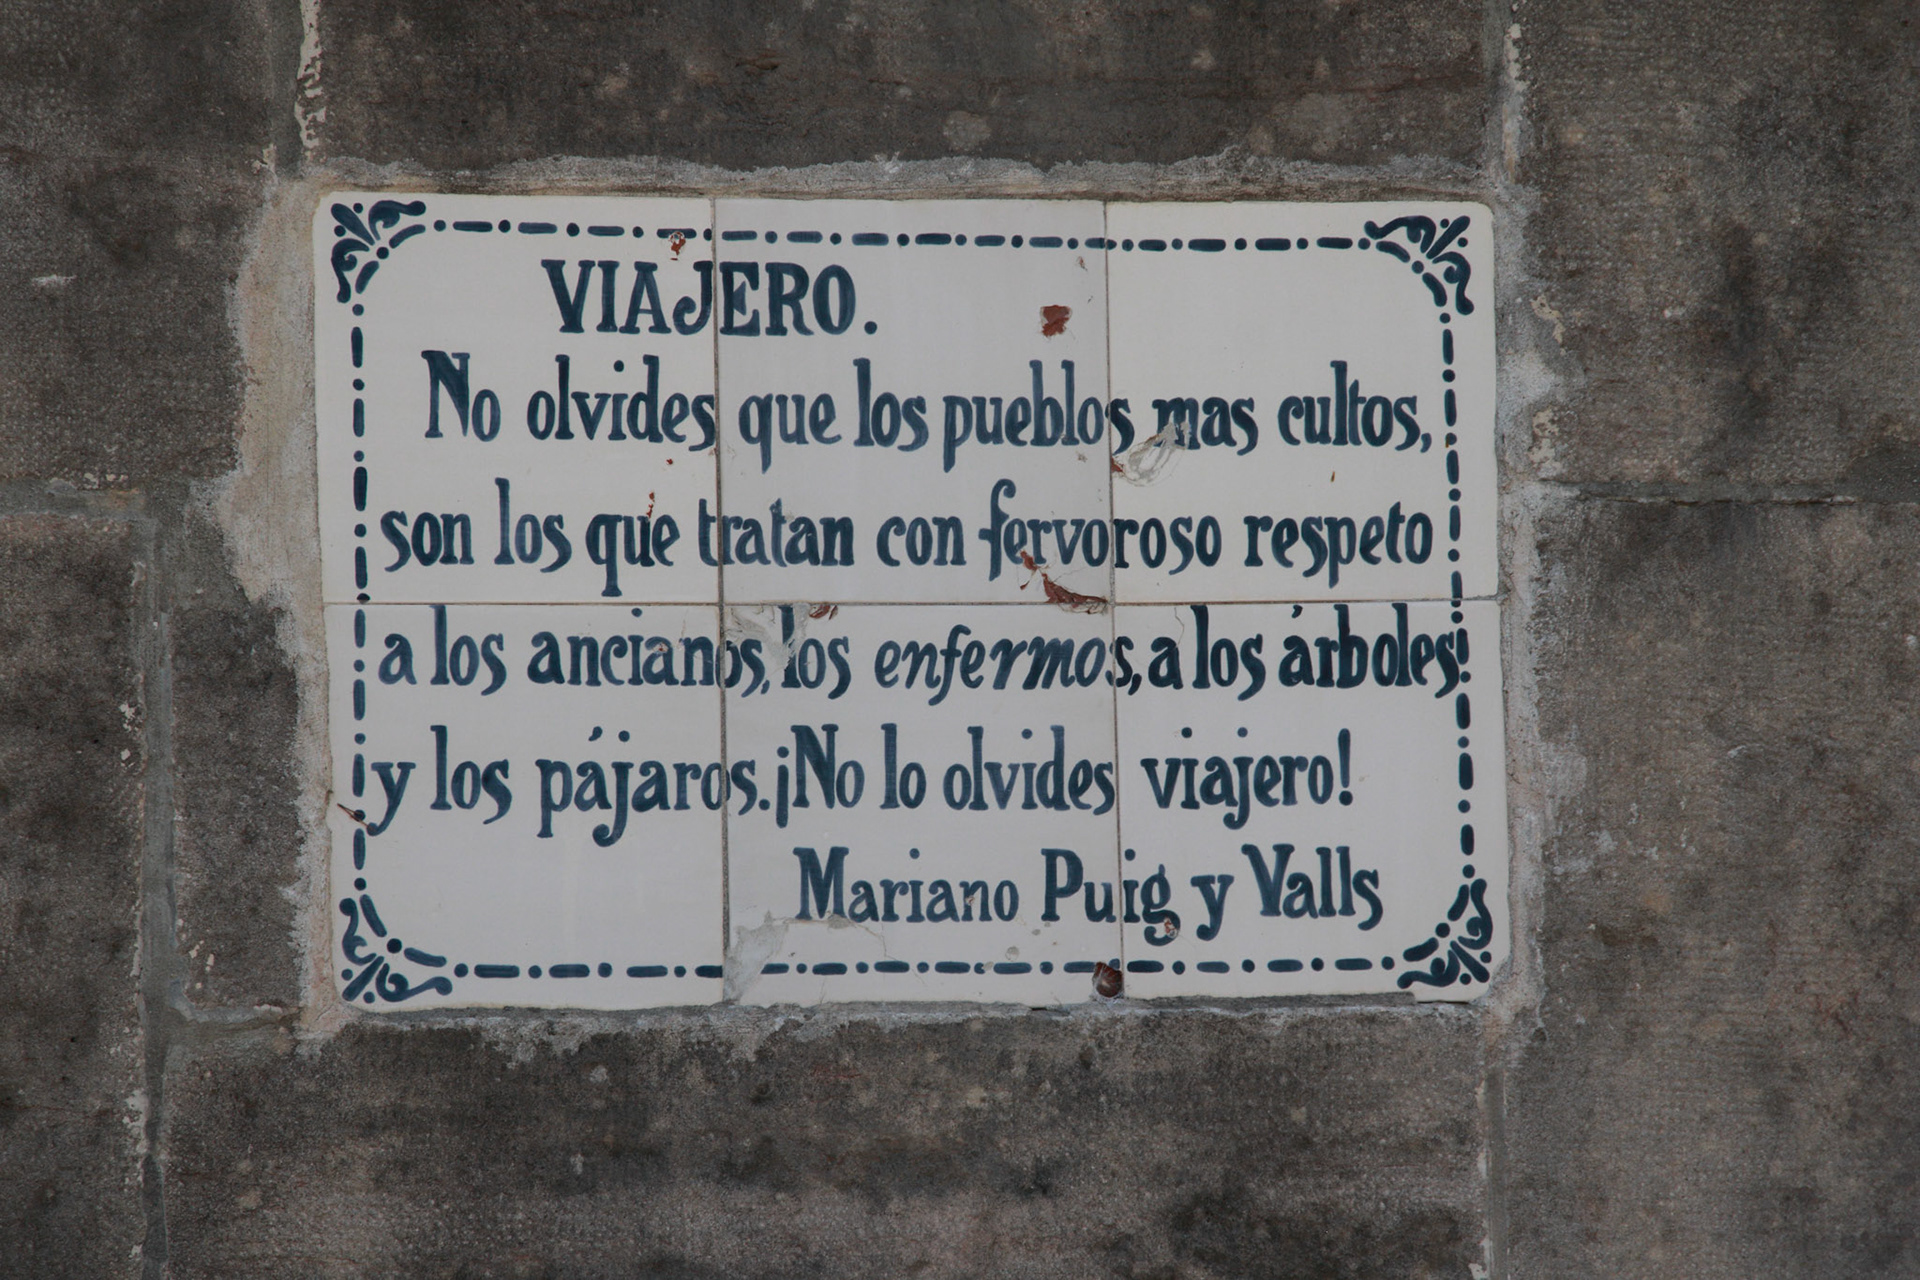 VIAJERO.
No olvides que los pueblos mas cultos,
son los que tratan con fervoroso respeto
a los ancianos, los enfermos, a los árboles
y los pájaros. ¡No lo olvides viajero!
Mariano Puig y Valls